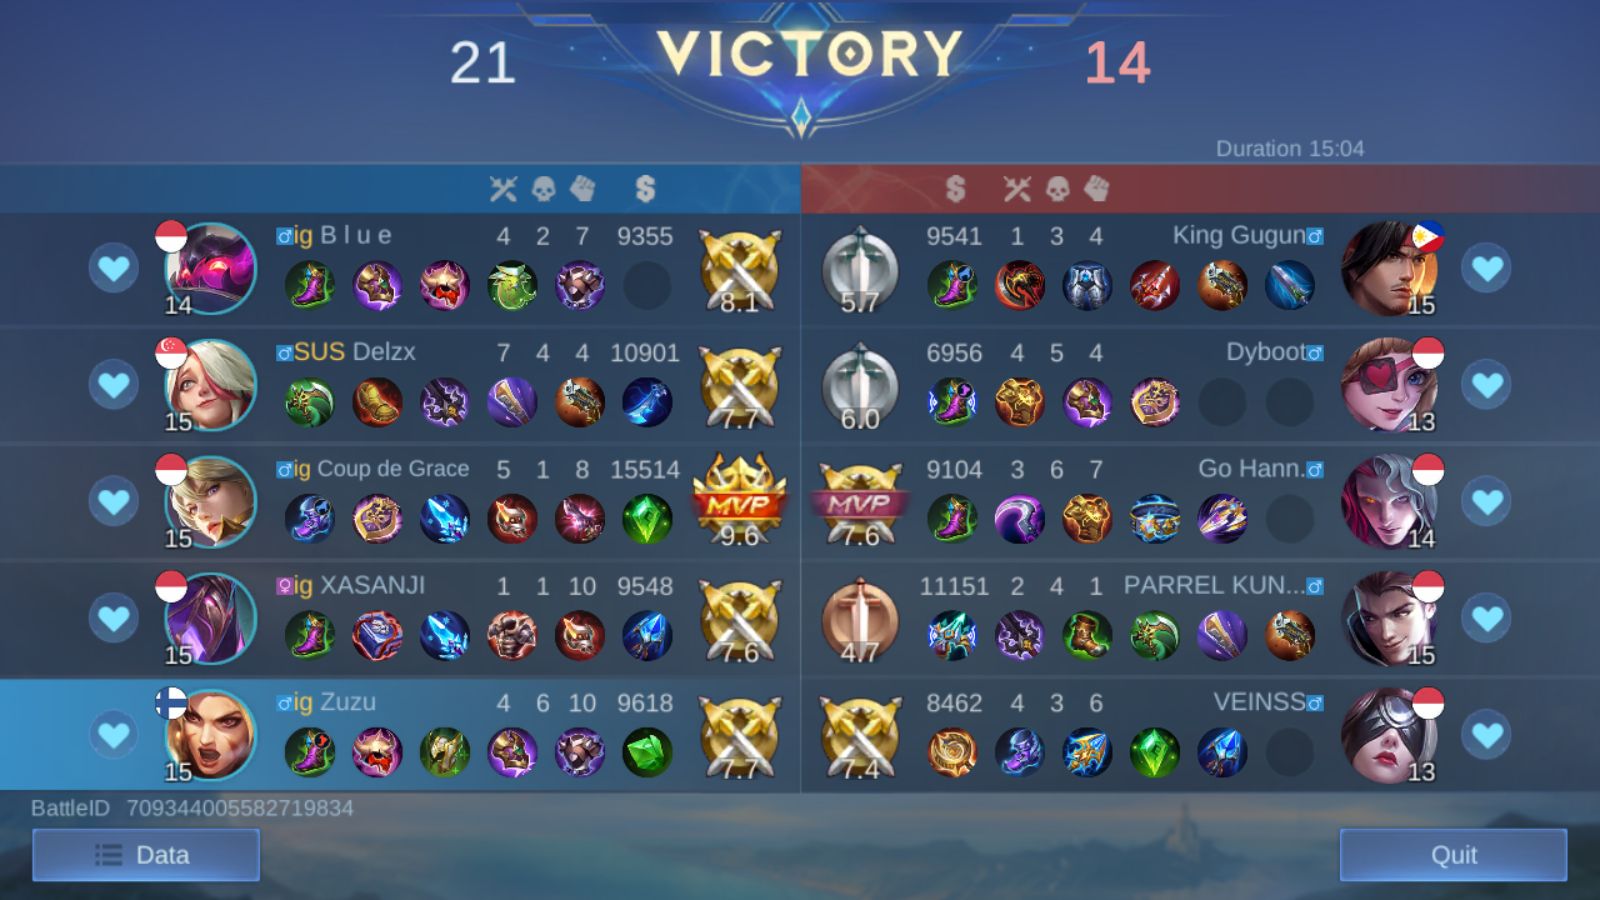 21 VICTORY 14
Duration 15:04
ig B l u e 4 2 7 9355
14 8.1
5.7 9541 1 3 4 King Gugun
15
SUS Delzx 7 4 4 10901
15 7.7
6.0 6956 4 5 4 Dyboot
13
ig Coup de Grace 5 1 8 15514
15 MVP 9.6
MVP 7.6 9104 3 6 7 Go Hann.
14
ig XASANJI 1 1 10 9548
15 7.6
4.7 11151 2 4 1 PARREL KUN...
15
ig Zuzu 4 6 10 9618
15 7.7
7.4 8462 4 3 6 VEINSS
13
BattleID 709344005582719834
Data
Quit